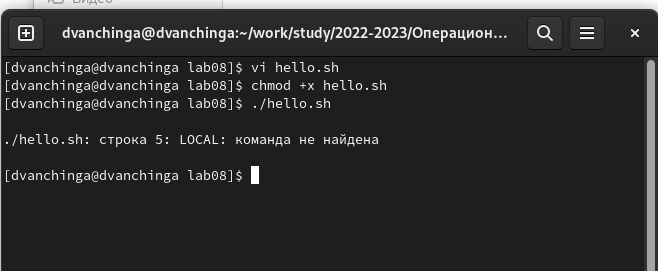 Видео
dvanchinga@dvanchinga:~/work/study/2022-2023/Операцион...
[dvanchinga@dvanchinga lab08]$ vi hello.sh
[dvanchinga@dvanchinga lab08]$ chmod +x hello.sh
[dvanchinga@dvanchinga lab08]$ ./hello.sh
./hello.sh: строка 5: LOCAL: команда не найдена
[dvanchinga@dvanchinga lab08]$